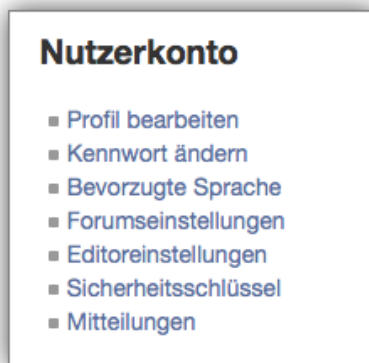 Nutzerkonto
Profil bearbeiten
Kennwort ändern
Bevorzugte Sprache
Forumseinstellungen
Editoreinstellungen
Sicherheitsschlüssel
Mitteilungen